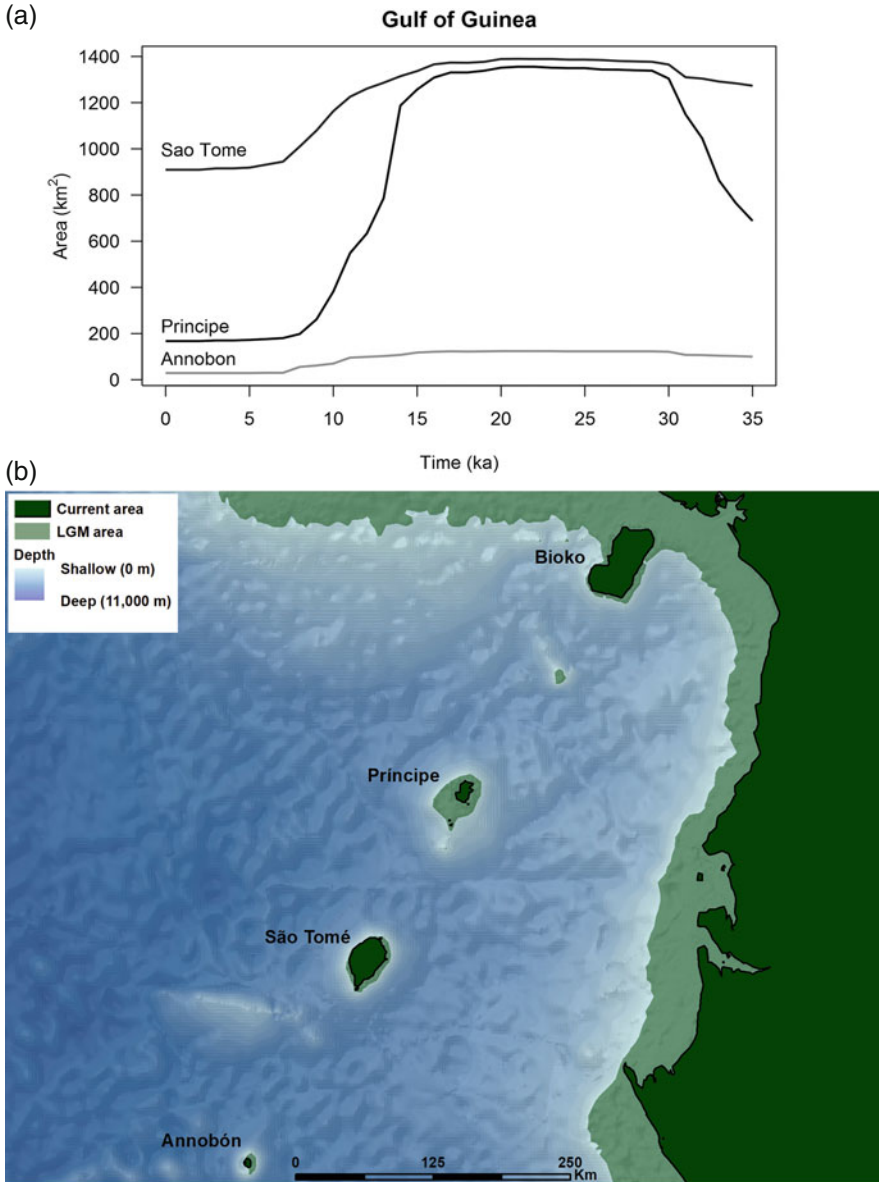 (a)
Gulf of Guinea
1400
1200
1000
800
600
400
200
0
Area (km²)
Sao Tome
Principe
Annobon
0 5 10 15 20 25 30 35
Time (ka)
(b)
Current area
LGM area
Depth
Shallow (0 m)
Deep (11,000 m)
Bioko
Príncipe
São Tomé
Annobón
0 125 250
Km